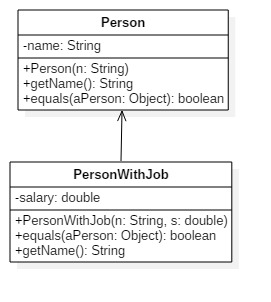 Person
-name: String
+Person(n: String)
+getName(): String
+equals(aPerson: Object): boolean
PersonWithJob
-salary: double
+PersonWithJob(n: String, s: double)
+equals(aPerson: Object): boolean
+getName(): String